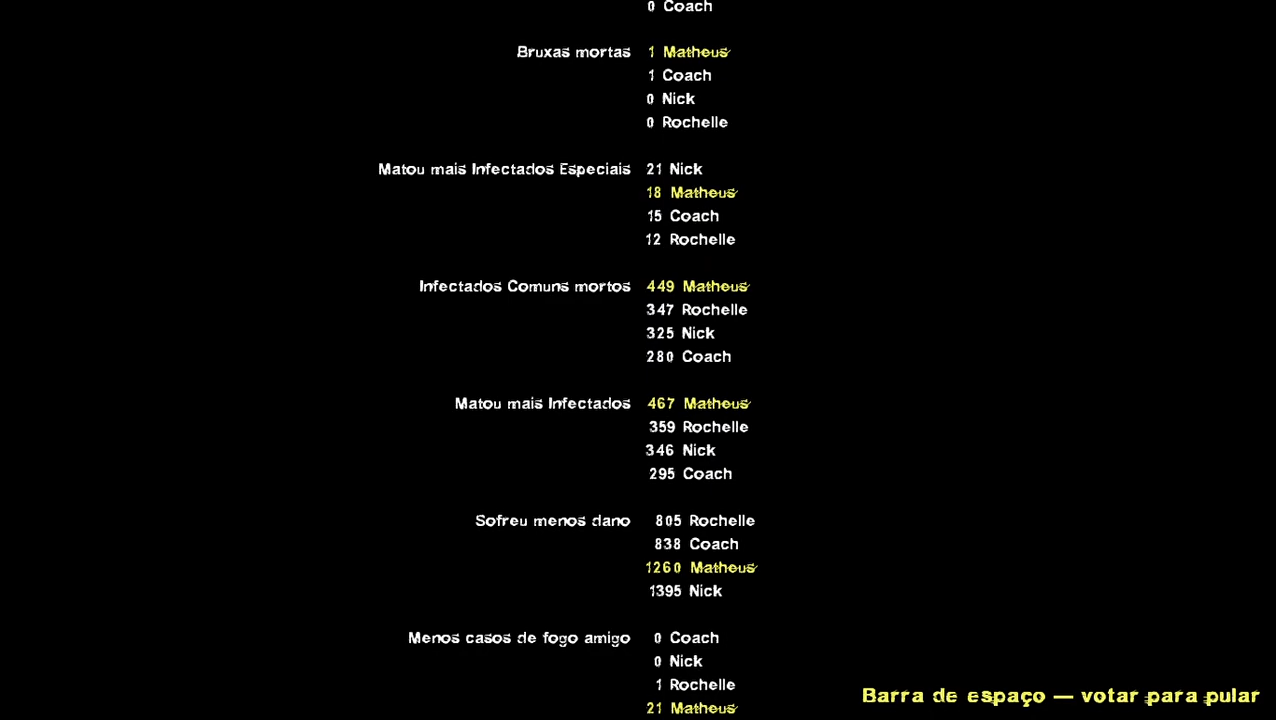 0 Coach
Bruxas mortas 1 Matheus
1 Coach
0 Nick
0 Rochelle
Matou mais Infectados Especiais 21 Nick
18 Matheus
15 Coach
12 Rochelle
Infectados Comuns mortos 449 Matheus
347 Rochelle
325 Nick
280 Coach
Matou mais Infectados 467 Matheus
359 Rochelle
346 Nick
295 Coach
Sofreu menos dano 805 Rochelle
838 Coach
1260 Matheus
1395 Nick
Menos casos de fogo amigo 0 Coach
0 Nick
1 Rochelle
21 Matheus
Barra de espaço — votar para pular